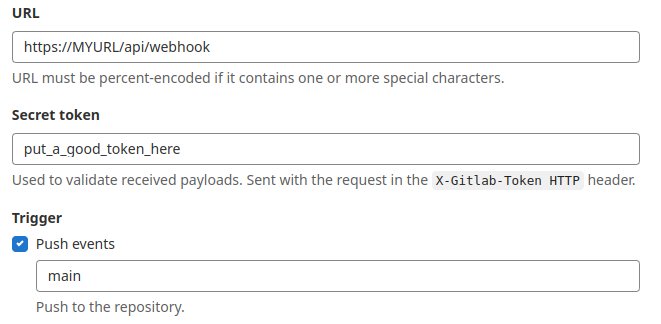 URL
https://MYURL/api/webhook
URL must be percent-encoded if it contains one or more special characters.
Secret token
put_a_good_token_here
Used to validate received payloads. Sent with the request in the X-Gitlab-Token HTTP header.
Trigger
Push events
main
Push to the repository.